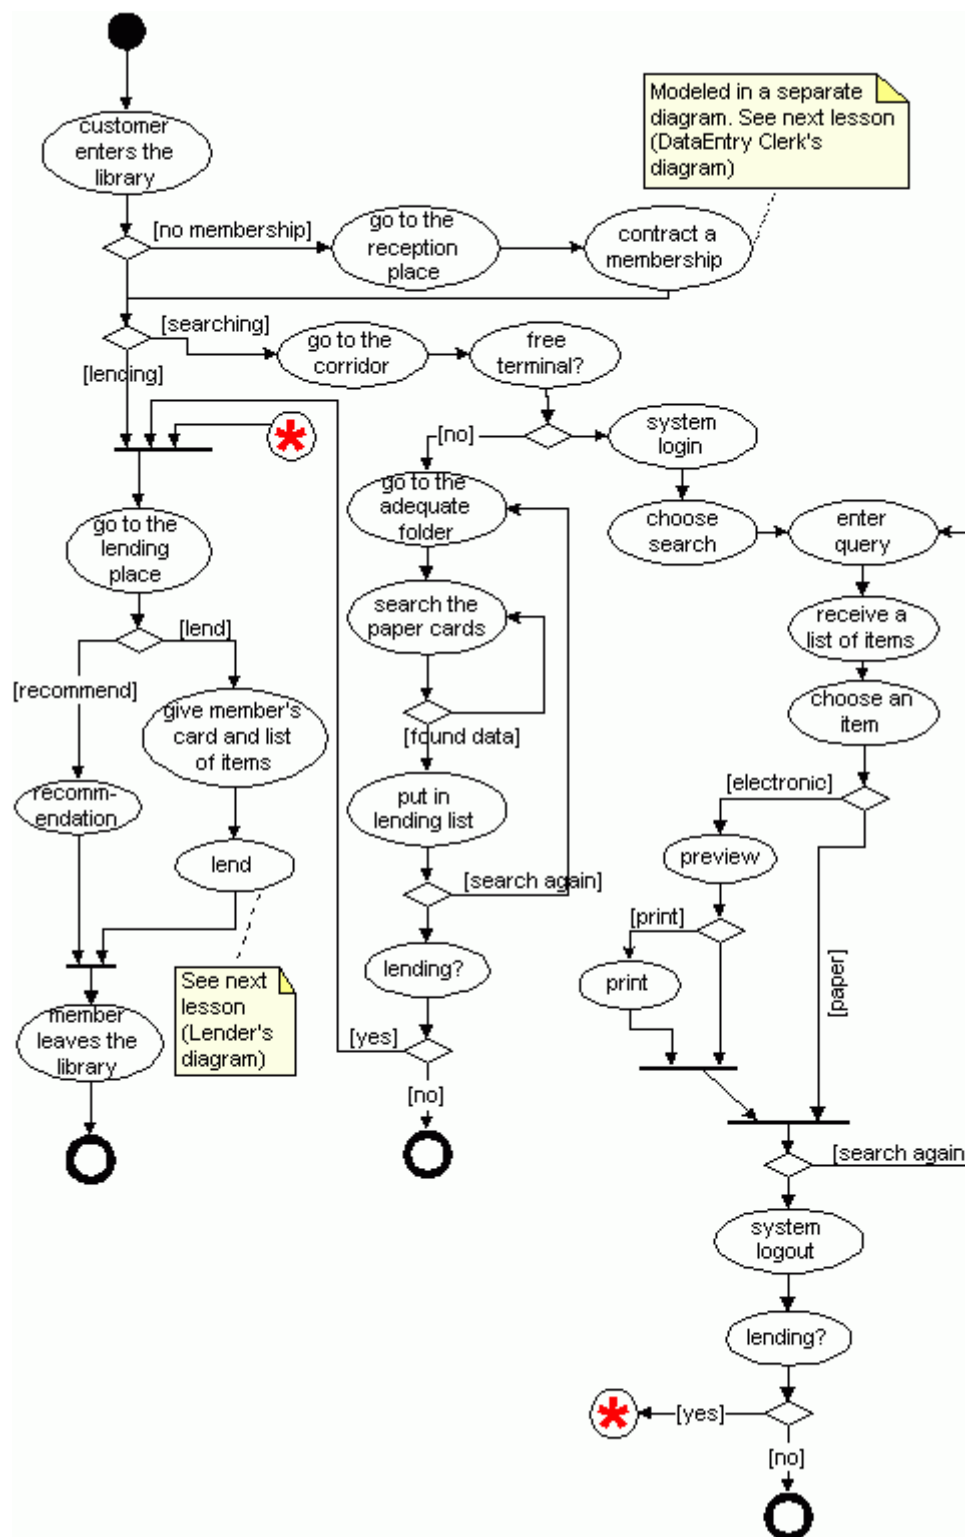 customer
enters the
library
Modeled in a separate
diagram. See next lesson
(DataEntry Clerk's
diagram)
[no membership]
go to the
reception
place
contract a
membership
[searching]
go to the
corridor
free
terminal?
[lending]
*
[no]
system
login
go to the
adequate
folder
choose
search
enter
query
go to the
lending
place
search the
paper cards
receive a
list of items
[lend]
[recommend]
give member's
card and list
of items
[found data]
choose an
item
[electronic]
recomm-
endation
put in
lending list
preview
lend
[search again]
[print]
lending?
print
[paper]
See next
lesson
(Lender's
diagram)
member
leaves the
library
[yes]
[no]
[search again]
system
logout
lending?
*
[yes]
[no]